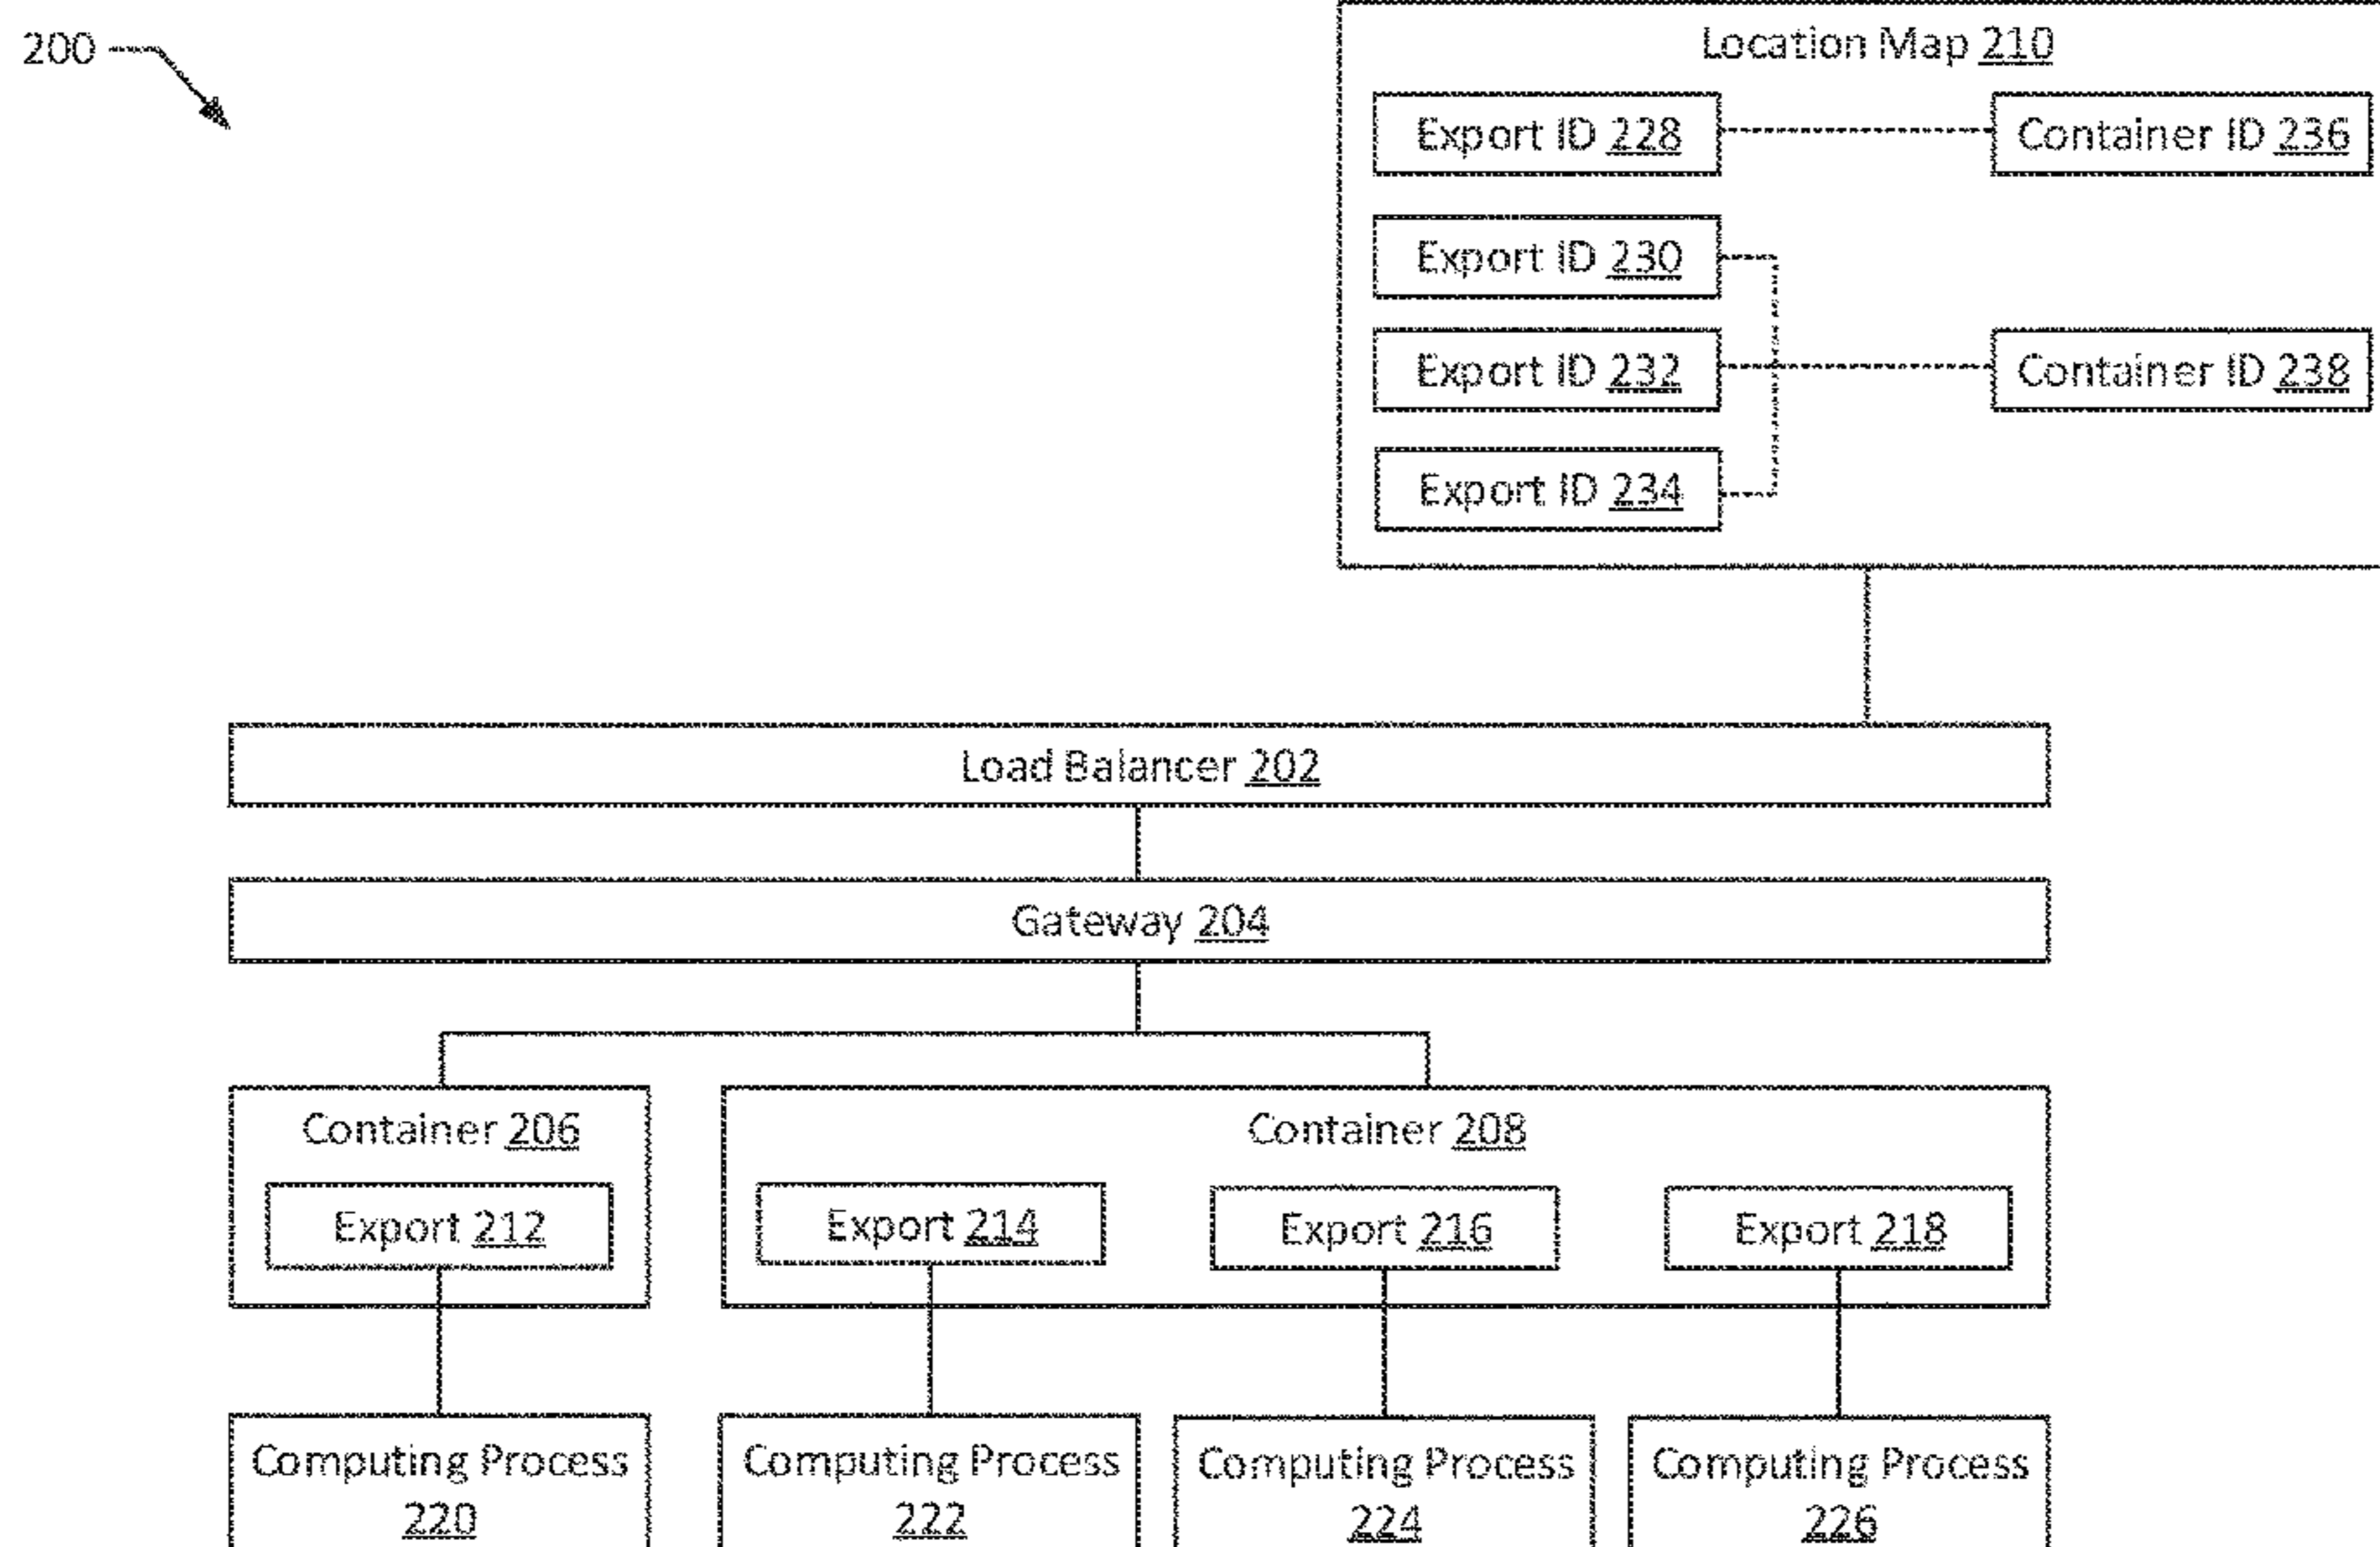 200
Location Map 210
Export ID 228
Container ID 236
Export ID 230
Export ID 232
Container ID 238
Export ID 234
Load Balancer 202
Gateway 204
Container 206
Container 208
Export 212
Export 214
Export 216
Export 218
Computing Process
220
Computing Process
222
Computing Process
224
Computing Process
226